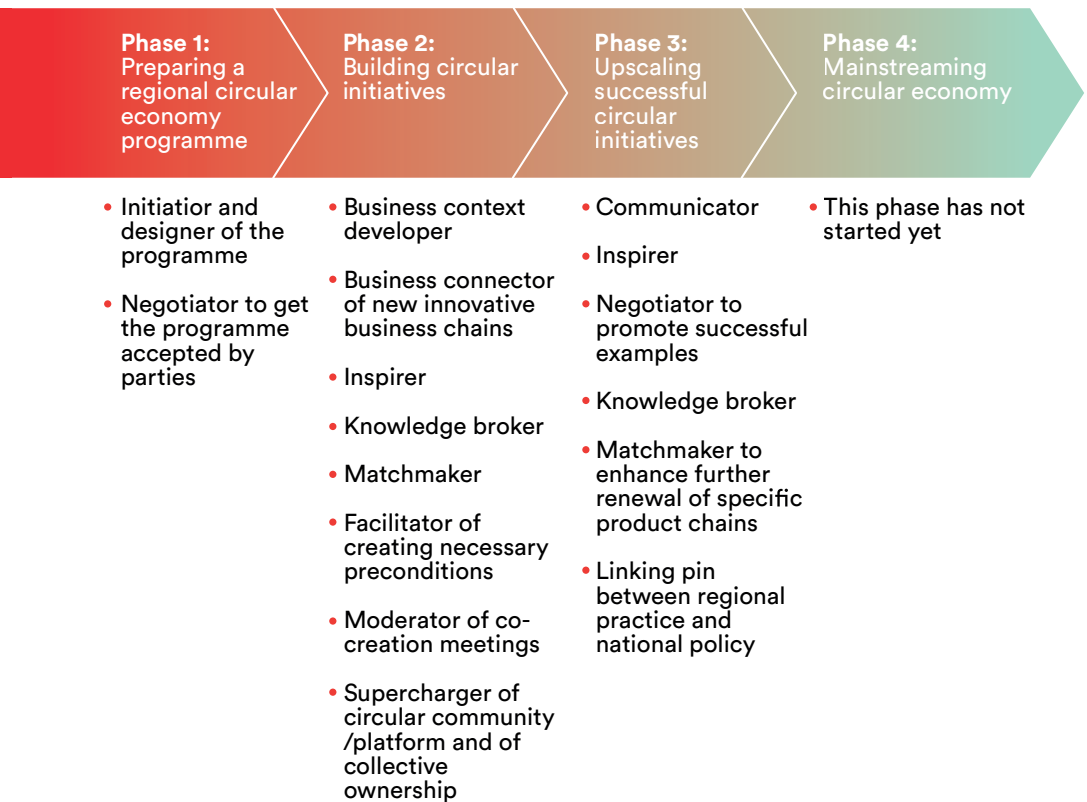 Phase 1:
Preparing a
regional circular
economy
programme
Phase 2:
Building circular
initiatives
Phase 3:
Upscaling
successful
circular
initiatives
Phase 4:
Mainstreaming
circular economy
• Initiatior and
designer of the
programme
• Negotiator to get
the programme
accepted by
parties
• Business context
developer
• Business connector
of new innovative
business chains
• Inspirer
• Knowledge broker
• Matchmaker
• Facilitator of
creating necessary
preconditions
• Moderator of co-
creation meetings
• Supercharger of
circular community
/platform and of
collective
ownership
• Communicator
• Inspirer
• Negotiator to
promote successful
examples
• Knowledge broker
• Matchmaker to
enhance further
renewal of specific
product chains
• Linking pin
between regional
practice and
national policy
• This phase has not
started yet